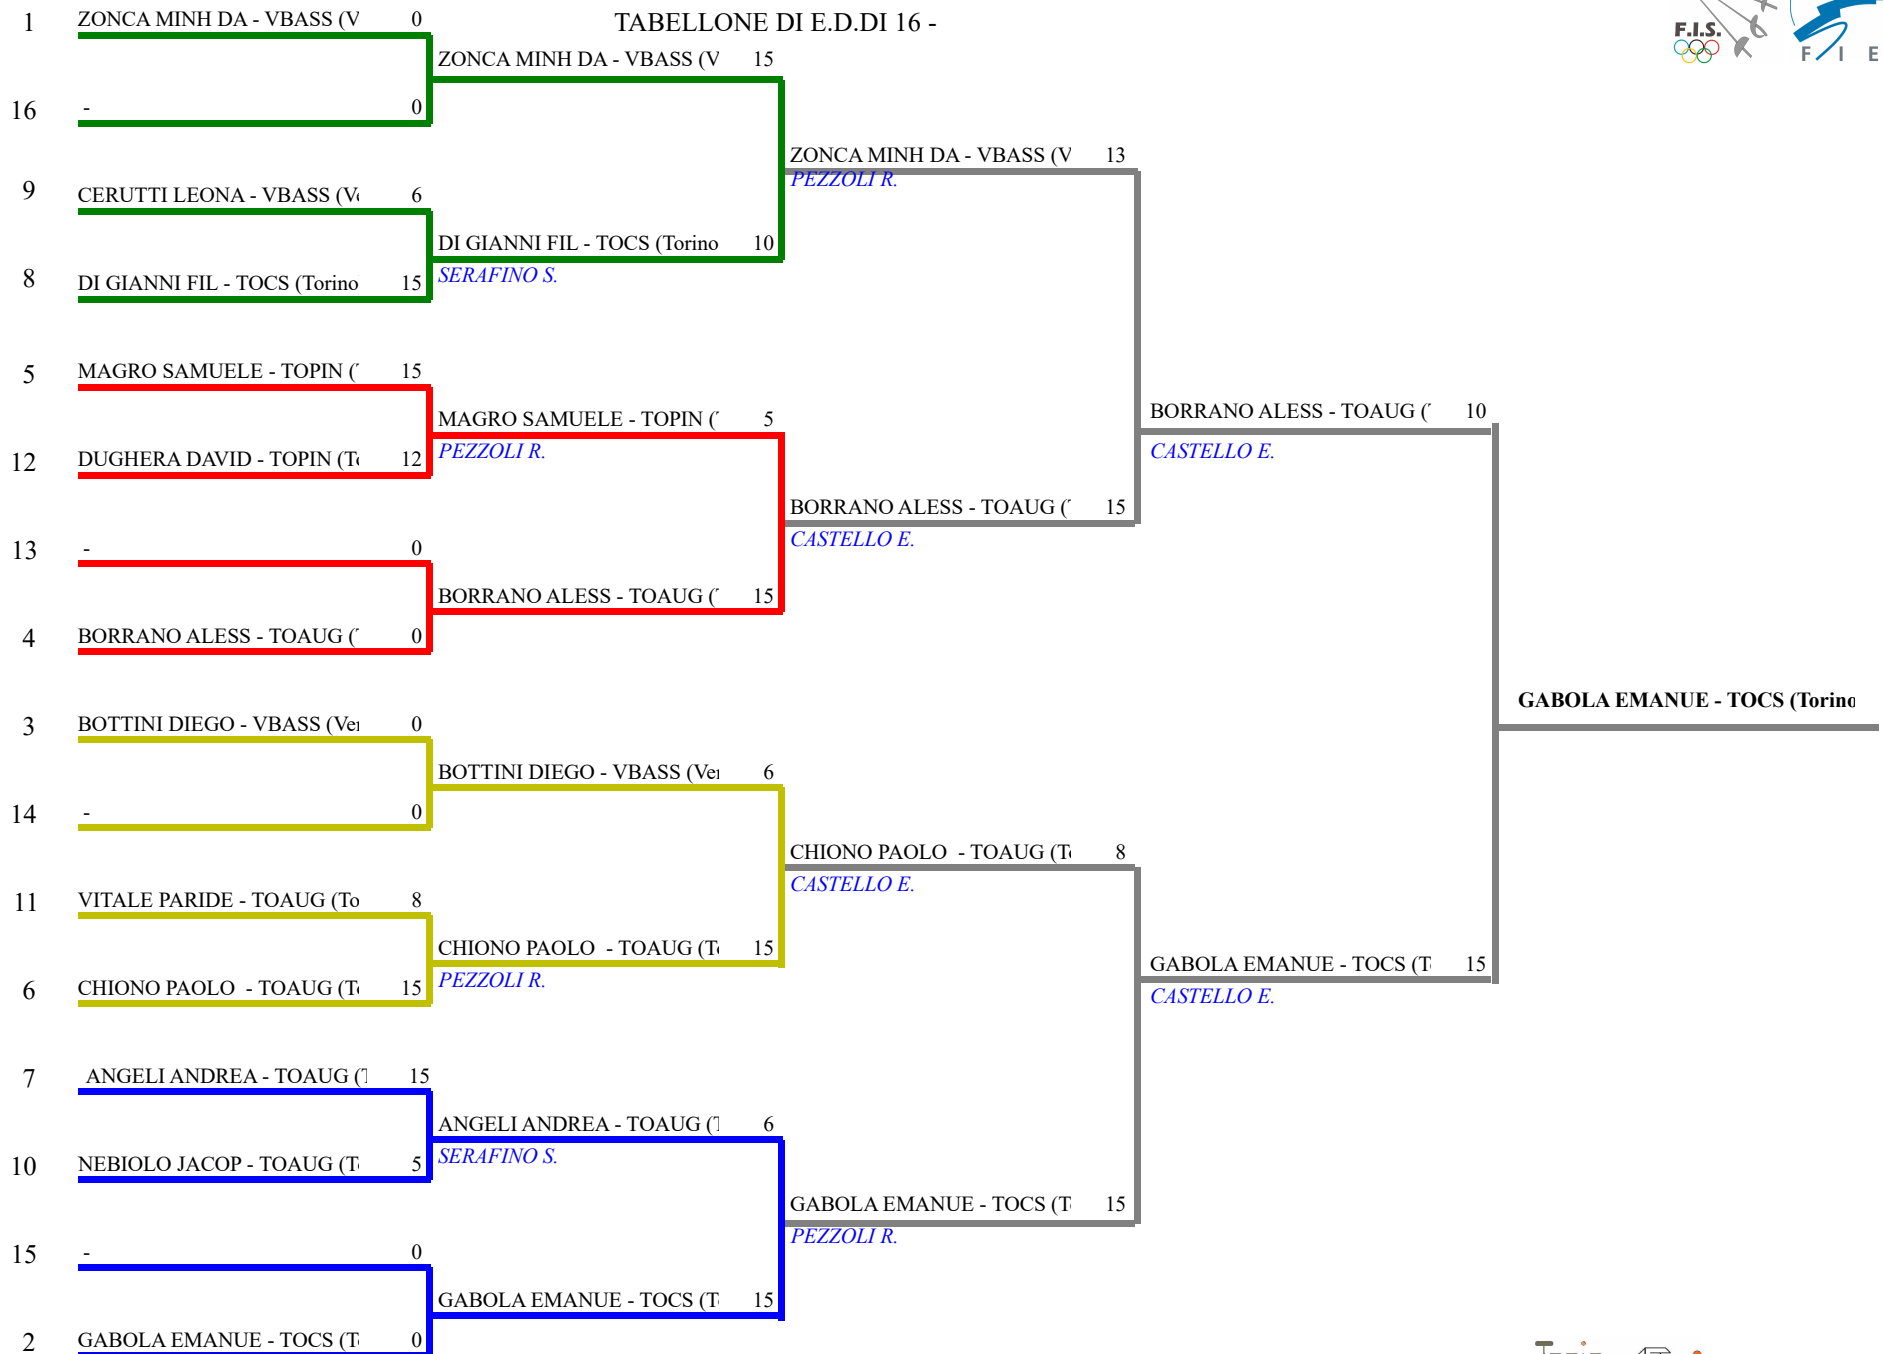 TABELLONE DI E.D.DI 16 -
F.I.S.
F I E
1 ZONCA MINH DA - VBASS (V 0
ZONCA MINH DA - VBASS (V 15
16 - 0
ZONCA MINH DA - VBASS (V 13
PEZZOLI R.
9 CERUTTI LEONA - VBASS (Ve 6
DI GIANNI FIL - TOCS (Torino 10
SERAFINO S.
8 DI GIANNI FIL - TOCS (Torino 15
5 MAGRO SAMUELE - TOPIN ( 15
BORRANO ALESS - TOAUG ( 10
CASTELLO E.
MAGRO SAMUELE - TOPIN ( 5
PEZZOLI R.
12 DUGHERA DAVID - TOPIN (To 12
BORRANO ALESS - TOAUG ( 15
CASTELLO E.
13 - 0
BORRANO ALESS - TOAUG ( 15
4 BORRANO ALESS - TOAUG ( 0
GABOLA EMANUE - TOCS (Torino
3 BOTTINI DIEGO - VBASS (Ver 0
BOTTINI DIEGO - VBASS (Ver 6
14 - 0
CHIONO PAOLO - TOAUG (To 8
CASTELLO E.
11 VITALE PARIDE - TOAUG (To 8
CHIONO PAOLO - TOAUG (To 15
PEZZOLI R.
GABOLA EMANUE - TOCS (T 15
CASTELLO E.
6 CHIONO PAOLO - TOAUG (To 15
7 ANGELI ANDREA - TOAUG (T 15
ANGELI ANDREA - TOAUG (T 6
SERAFINO S.
10 NEBIOLO JACOP - TOAUG (To 5
GABOLA EMANUE - TOCS (T 15
PEZZOLI R.
15 - 0
GABOLA EMANUE - TOCS (T 15
2 GABOLA EMANUE - TOCS (T 0